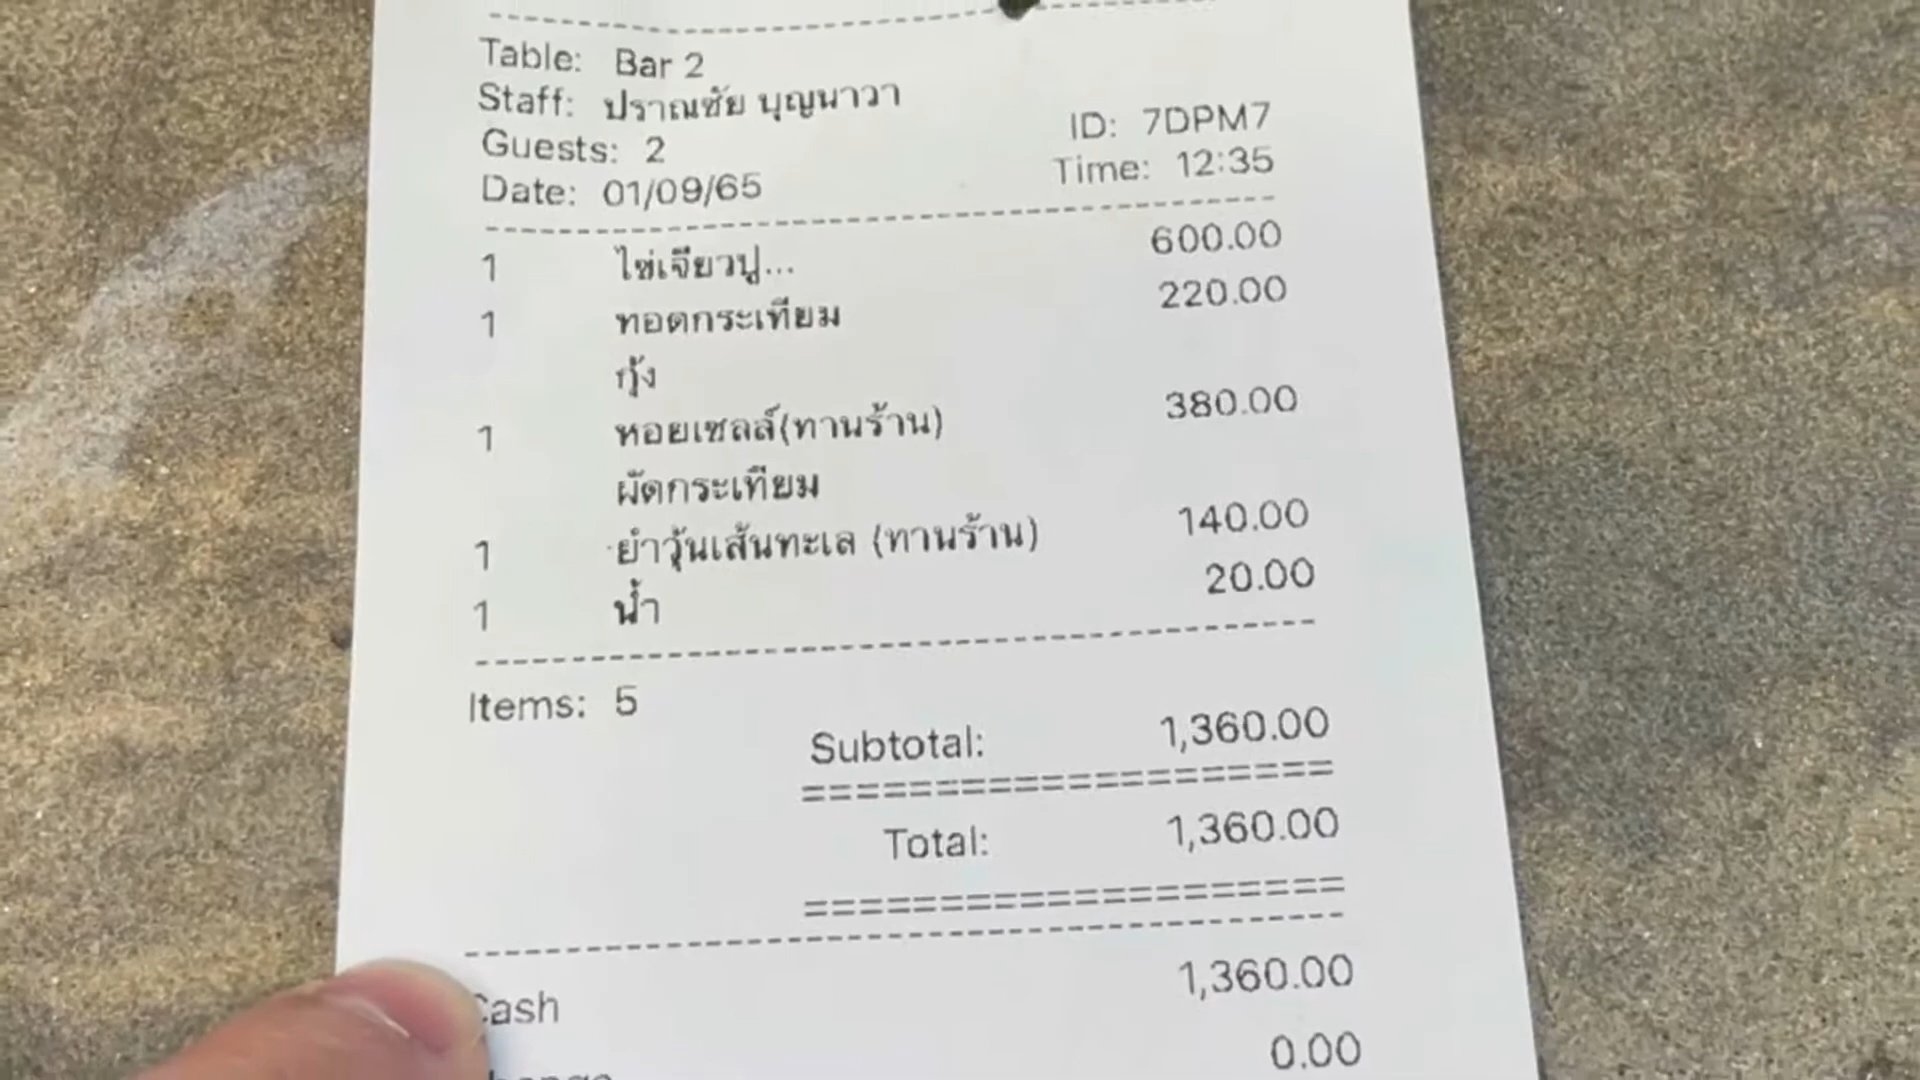 Table: Bar 2
Staff: ปราณชัย บุญนาวา
Guests: 2 ID: 7DPM7
Date: 01/09/65 Time: 12:35
1 ไข่เจียวปู... 600.00
1 ทอดกระเทียม 220.00
กุ้ง
1 หอยเชลล์(ทานร้าน) 380.00
ผัดกระเทียม
1 ยำวุ้นเส้นทะเล (ทานร้าน) 140.00
1 น้ำ 20.00
Items: 5
Subtotal: 1,360.00
Total: 1,360.00
Cash 1,360.00
0.00